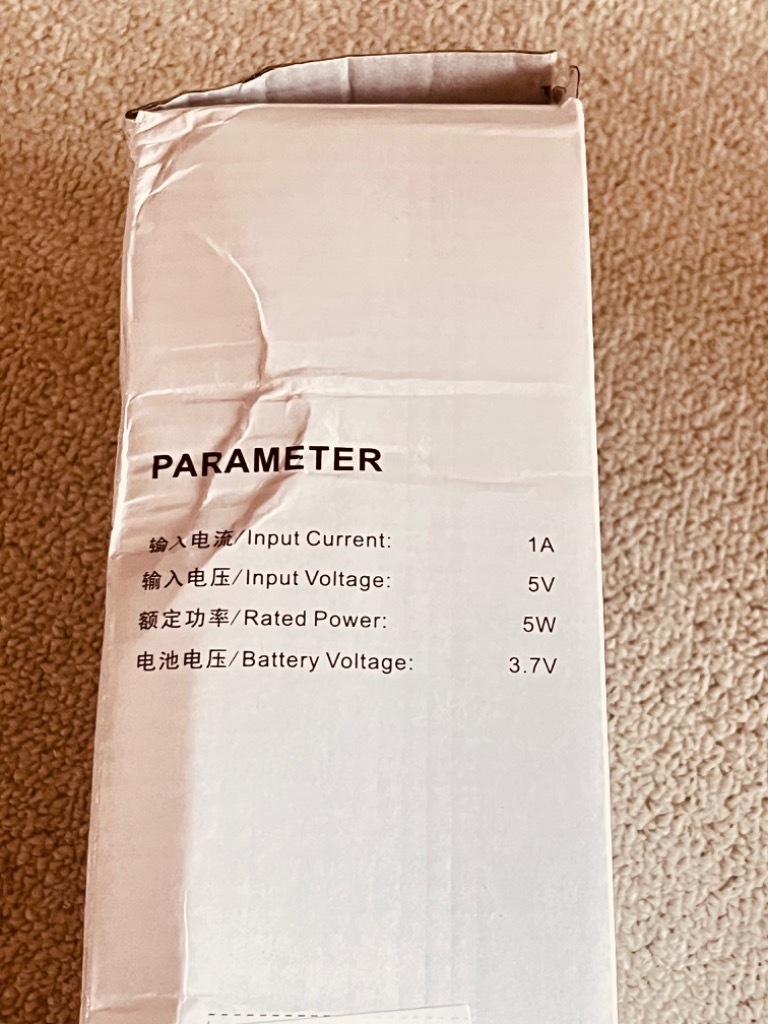 PARAMETER
输入电流/Input Current: 1A
输入电压/Input Voltage: 5V
额定功率/Rated Power: 5W
电池电压/Battery Voltage: 3.7V